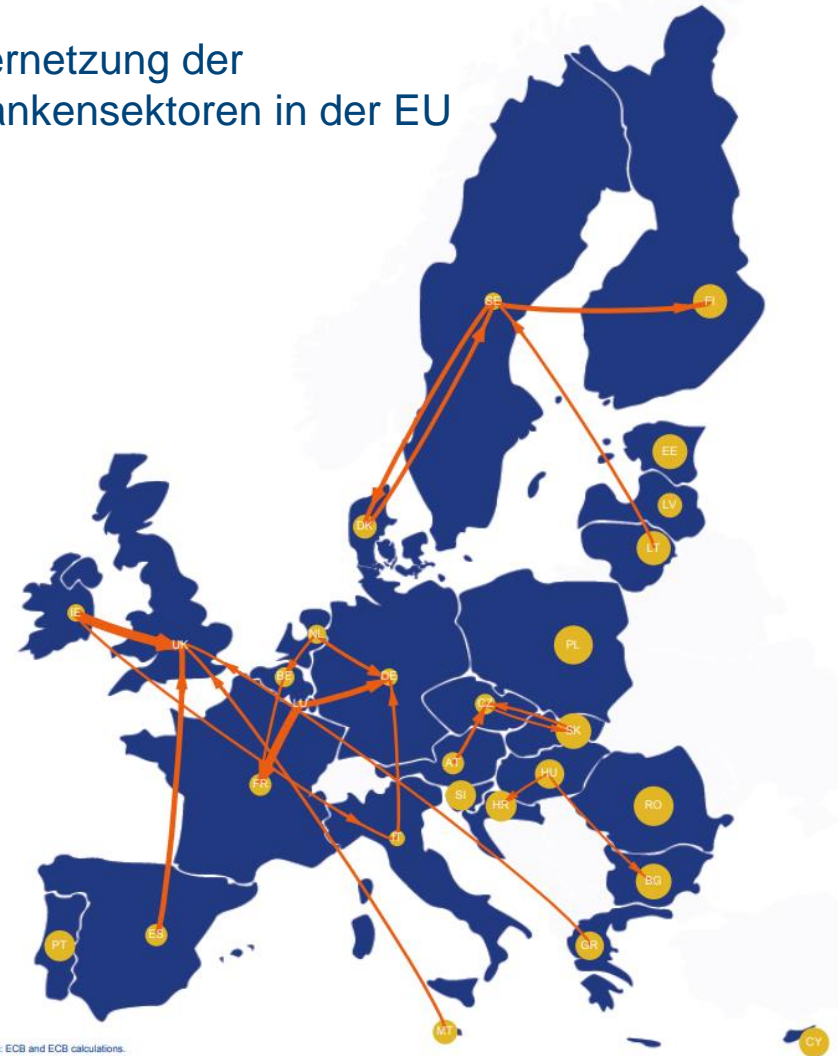 ernetzung der
ankensektoren in der EU
SE
FI
EE
LV
DK
LT
IE
NL
UK
PL
BE
DE
LU
CZ
SK
AT
HU
FR
SI
HR
RO
IT
BG
ES
PT
GR
MT
CY
: ECB and ECB calculations.